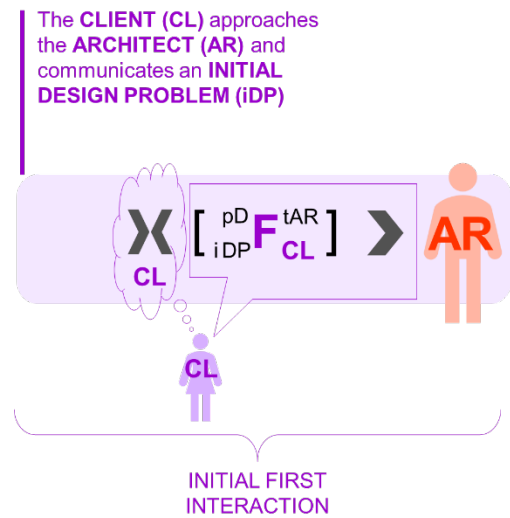 The CLIENT (CL) approaches
the ARCHITECT (AR) and
communicates an INITIAL
DESIGN PROBLEM (iDP)
CL
[ pD iDP F tAR CL ]
AR
CL
INITIAL FIRST
INTERACTION